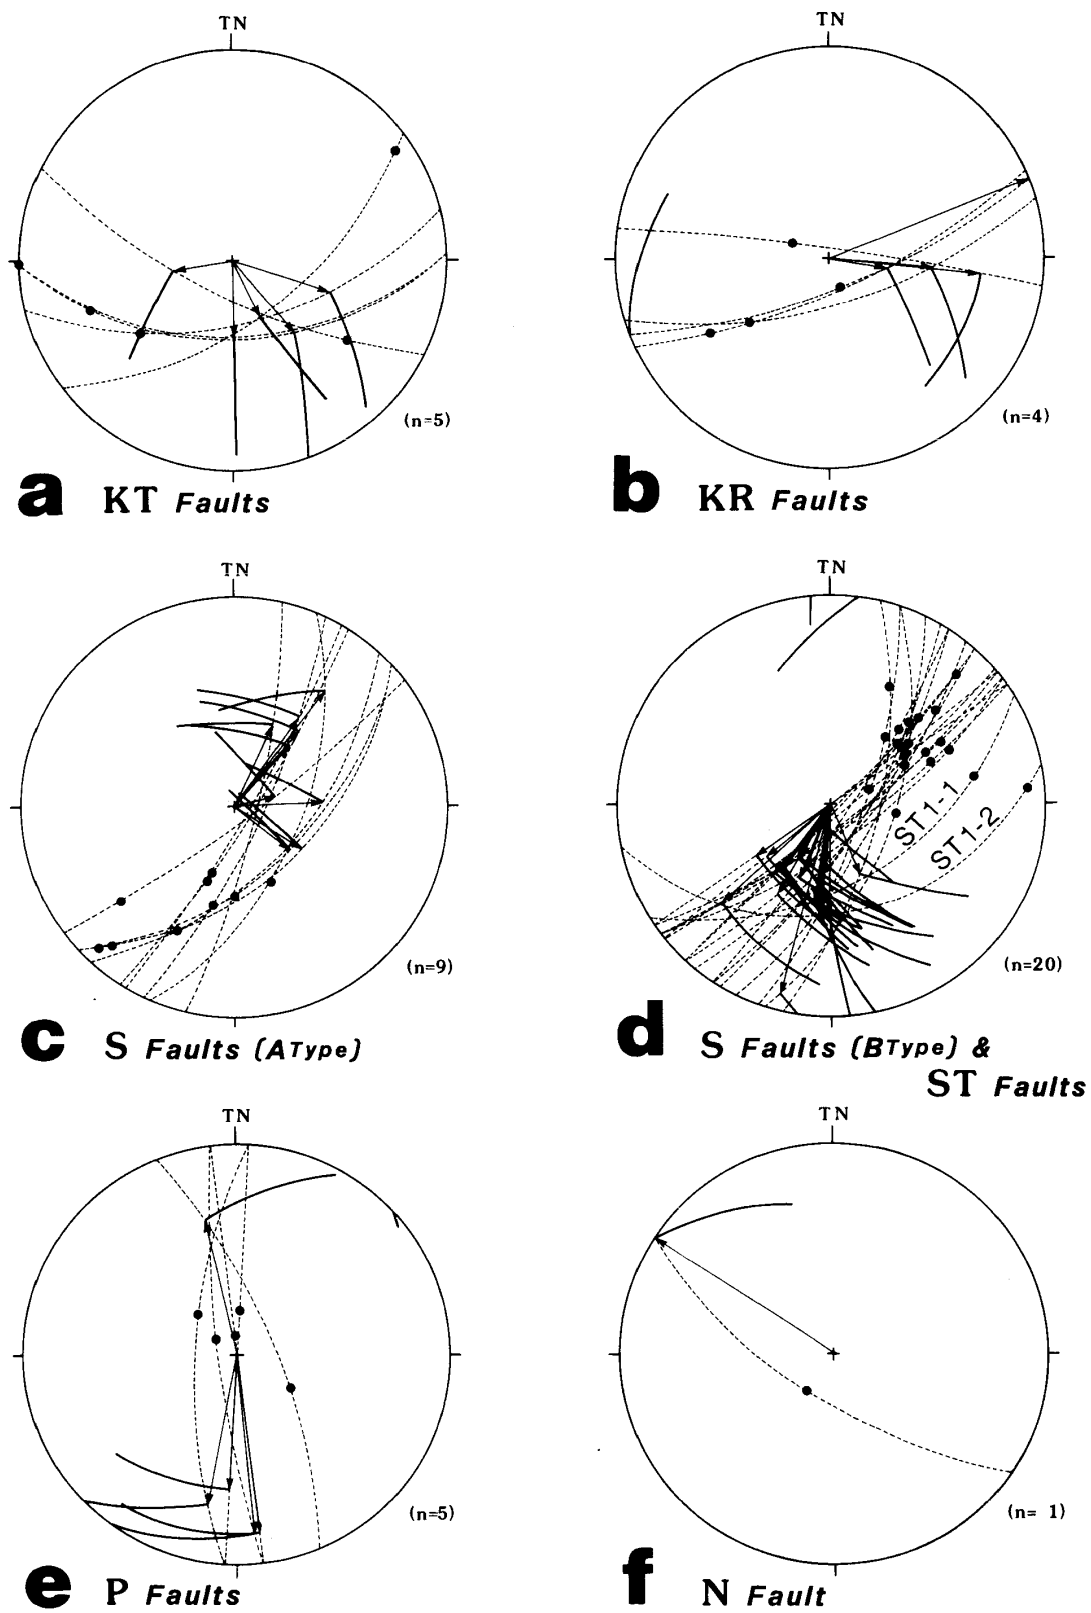 TN
TN
(n=5)
(n=4)
a KT Faults
b KR Faults
TN
TN
ST1-1
ST1-2
(n=9)
(n=20)
c S Faults (A Type)
d S Faults (B Type) &
ST Faults
TN
TN
(n=5)
(n= 1)
e P Faults
f N Fault